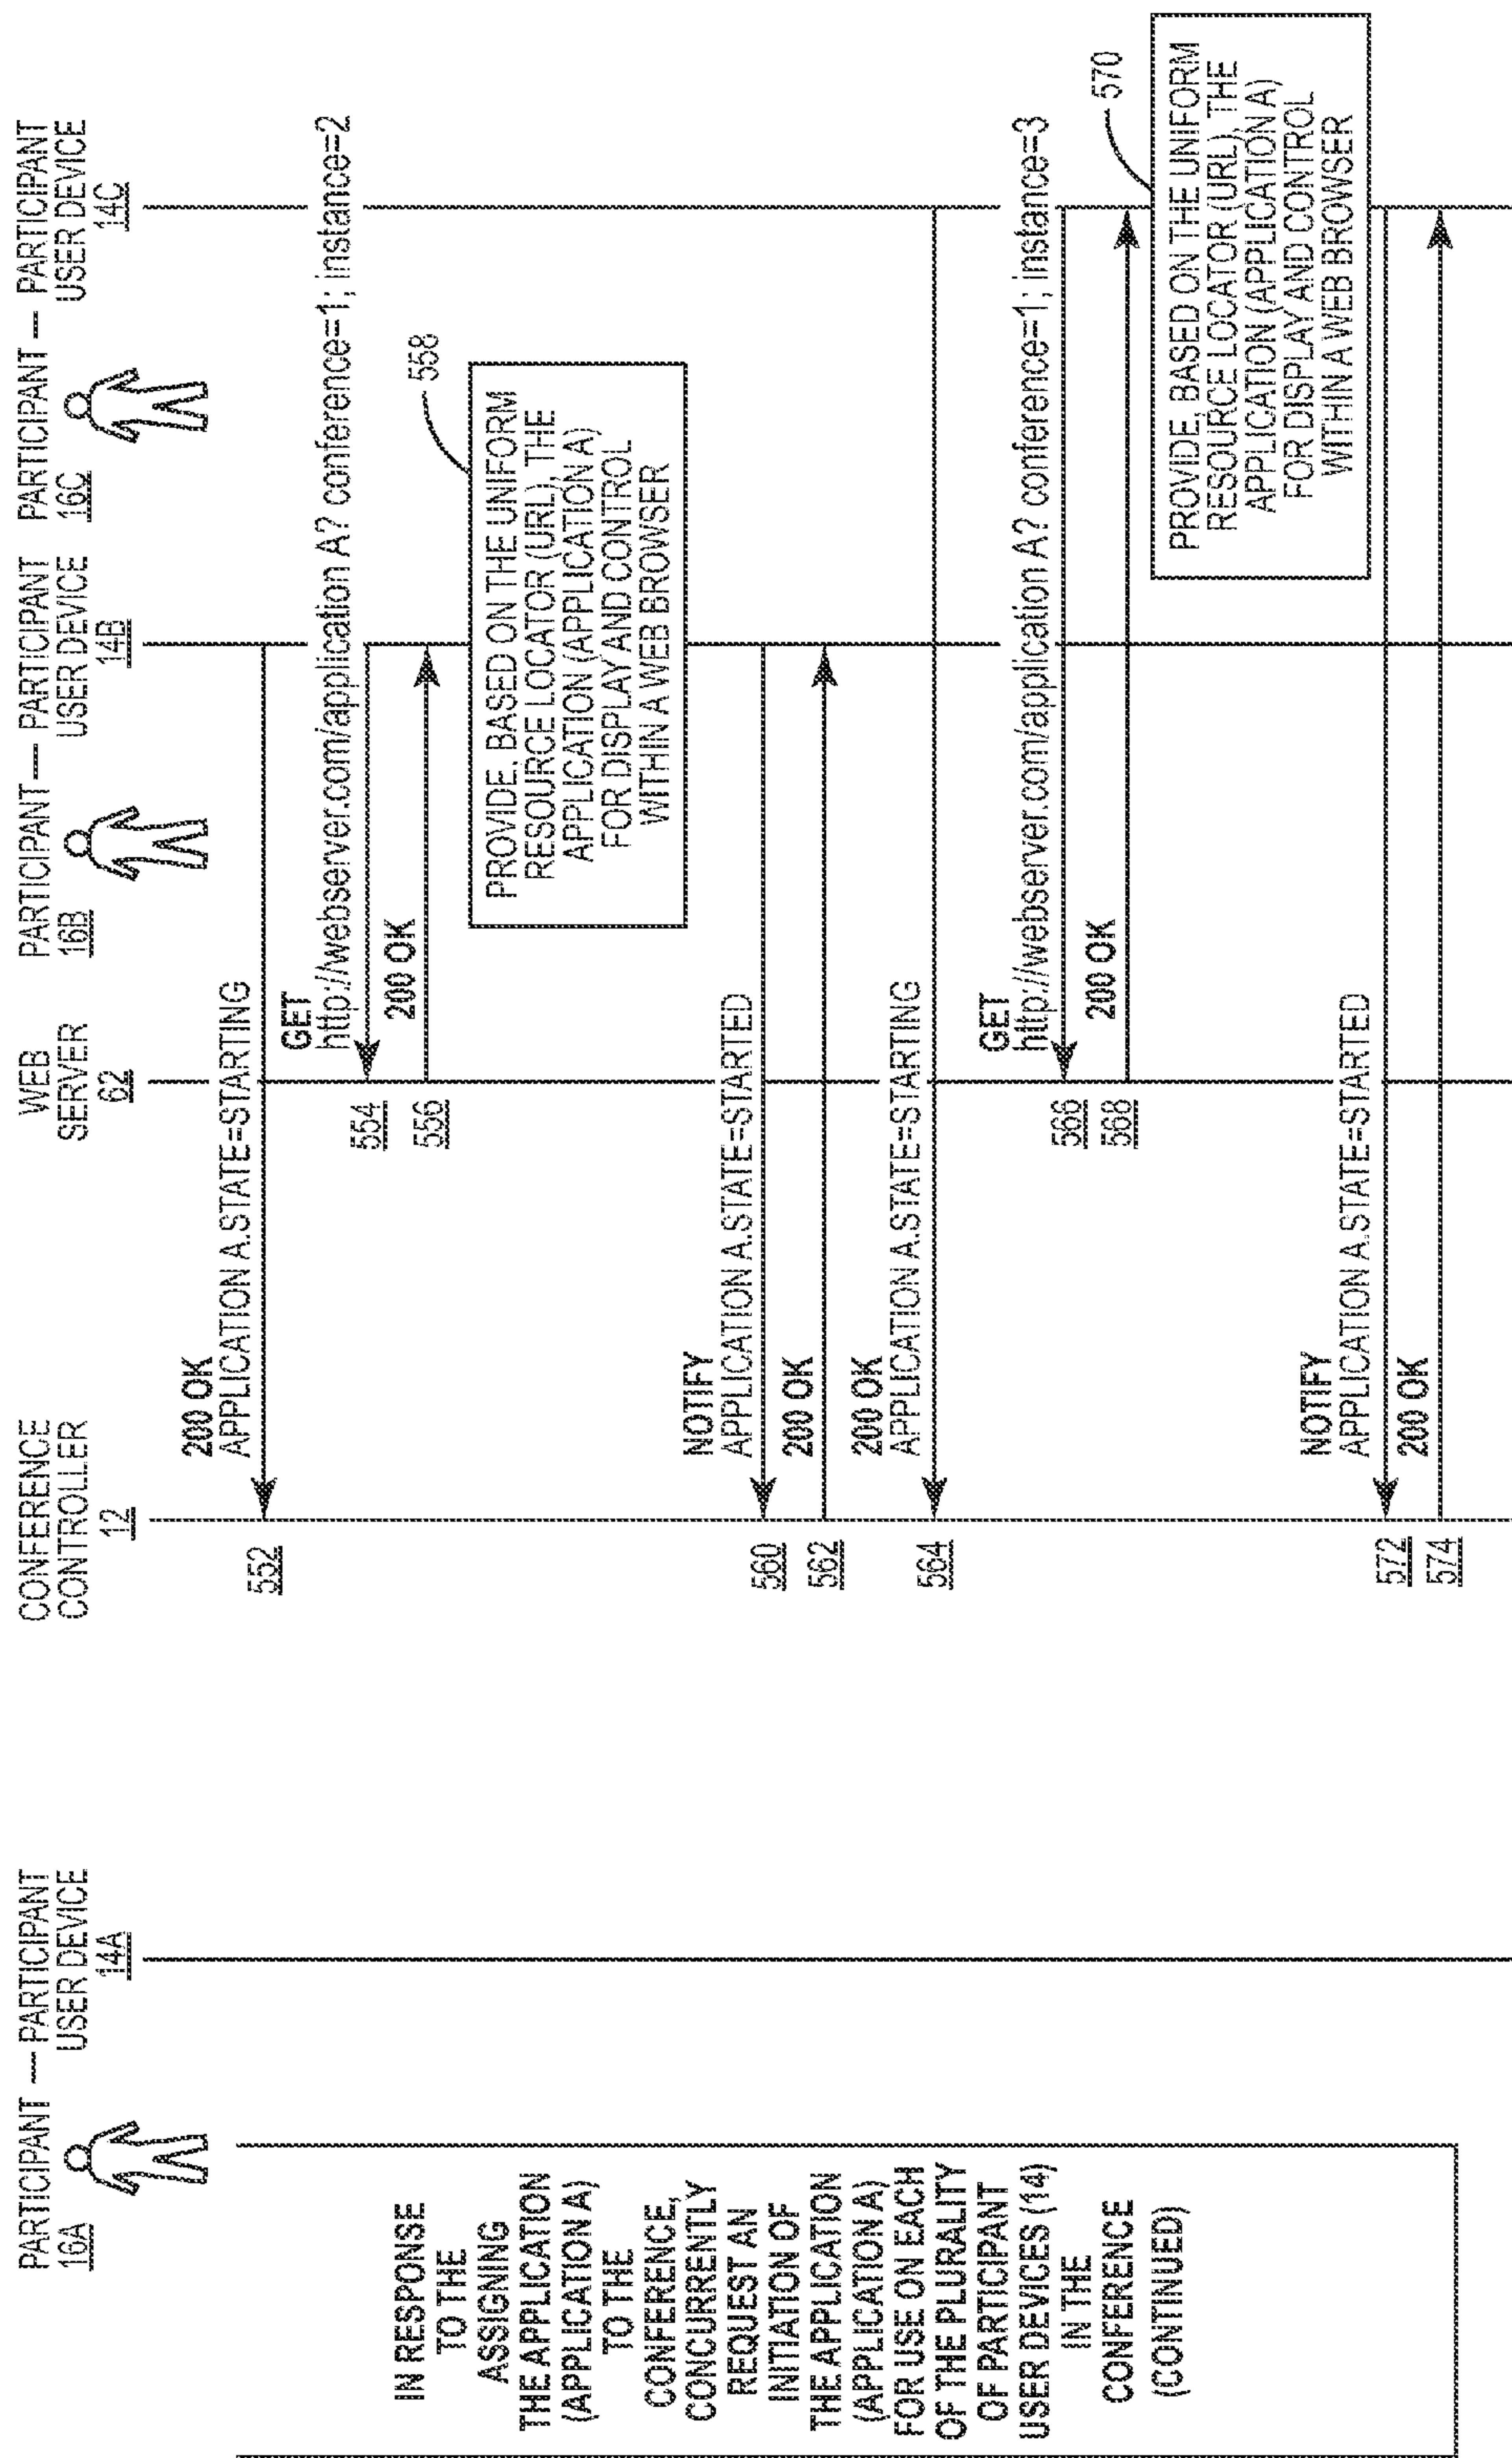 PARTICIPANT — PARTICIPANT
16A USER DEVICE
14A
CONFERENCE
CONTROLLER
12
WEB
SERVER
62
PARTICIPANT — PARTICIPANT
16B USER DEVICE
14B
PARTICIPANT — PARTICIPANT
16C USER DEVICE
14C
IN RESPONSE
TO THE
ASSIGNING
THE APPLICATION
(APPLICATION A)
TO THE
CONFERENCE,
CONCURRENTLY
REQUEST AN
INITIATION OF
THE APPLICATION
(APPLICATION A)
FOR USE ON EACH
OF THE PLURALITY
OF PARTICIPANT
USER DEVICES (14)
IN THE
CONFERENCE
(CONTINUED)
200 OK
APPLICATION A.STATE=STARTING
552
GET
http://webserver.com/application A? conference=1; instance=2
554
200 OK
556
558
PROVIDE, BASED ON THE UNIFORM
RESOURCE LOCATOR (URL), THE
APPLICATION (APPLICATION A)
FOR DISPLAY AND CONTROL
WITHIN A WEB BROWSER
NOTIFY
APPLICATION A.STATE=STARTED
560
200 OK
562
200 OK
APPLICATION A.STATE=STARTING
564
GET
http://webserver.com/application A? conference=1; instance=3
566
200 OK
568
570
PROVIDE, BASED ON THE UNIFORM
RESOURCE LOCATOR (URL), THE
APPLICATION (APPLICATION A)
FOR DISPLAY AND CONTROL
WITHIN A WEB BROWSER
NOTIFY
APPLICATION A.STATE=STARTED
572
200 OK
574